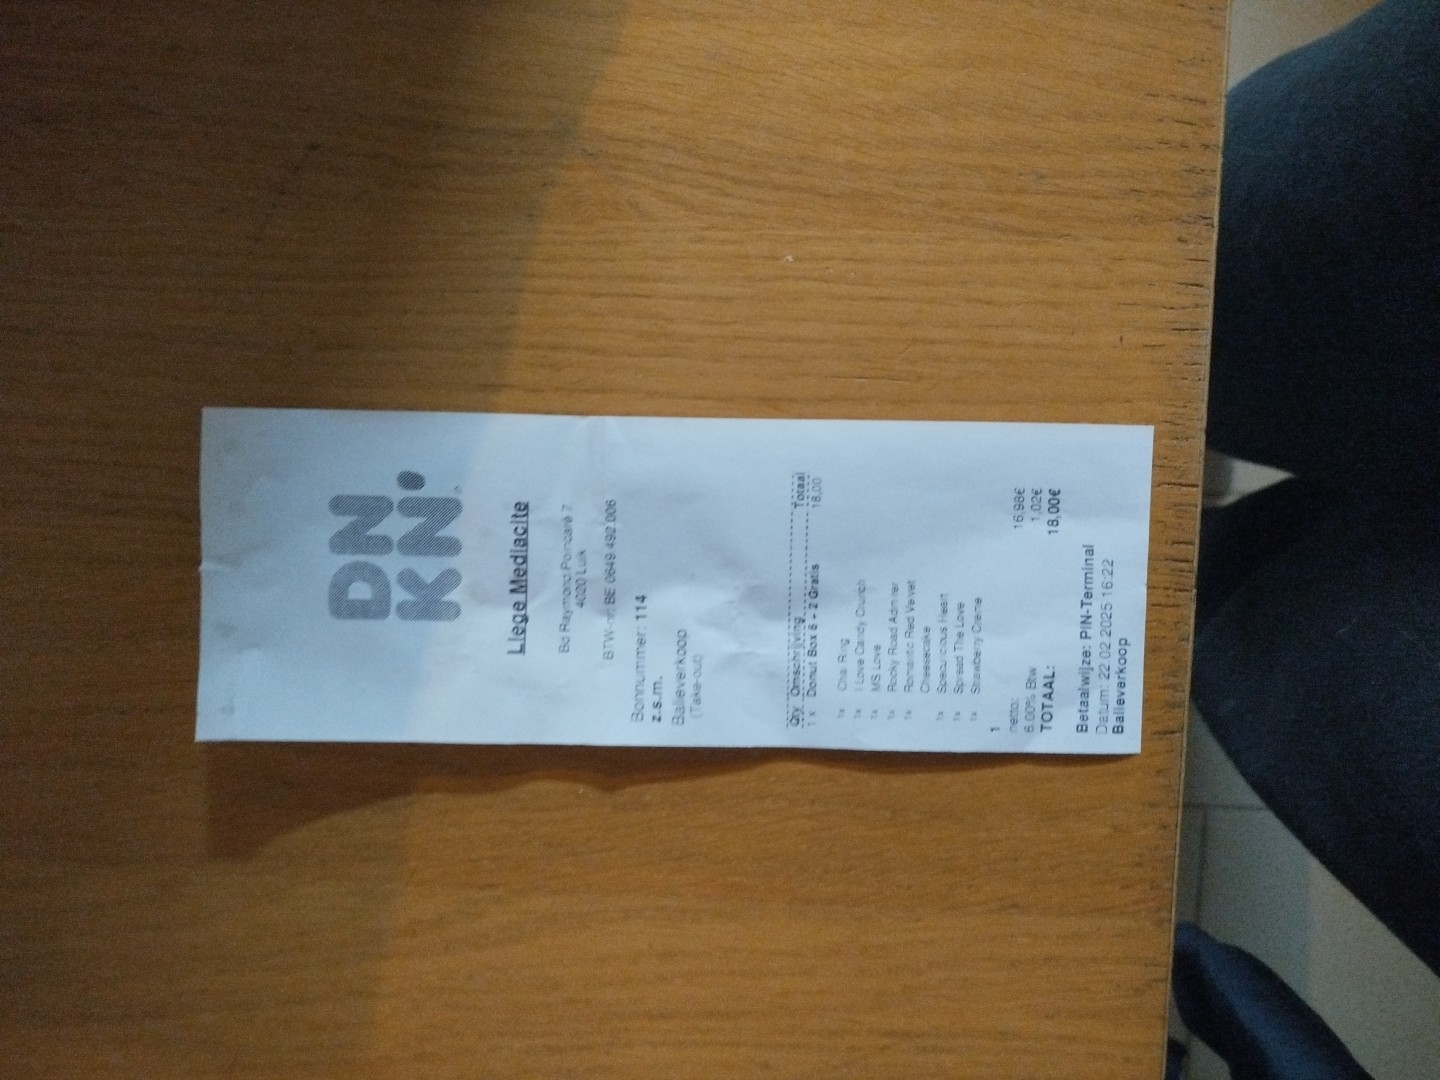 DN
KN'
Liege Mediacite
Bd Raymond Poincaré 7
4020 Luik
BTW-nr: BE 0649 492 006
Bonnummer: 114
z.s.m.
Balieverkoop
(Take-out)
Qty Omschrijving Totaal
1 x Donut Box 6 + 2 Gratis 18,00
1x Chai Ring
1x I Love Candy Crunch
1x MS Love
1x Rocky Road Admirer
1x Romantic Red Velvet
Cheesecake
1x Speculicious Heart
1x Spread The Love
1x Strawberry Creme
1
netto: 16,98€
6.00% Btw 1,02€
TOTAAL: 18,00€
Betaalwijze: PIN-Terminal
Datum: 22 02 2025 16:22
Balieverkoop